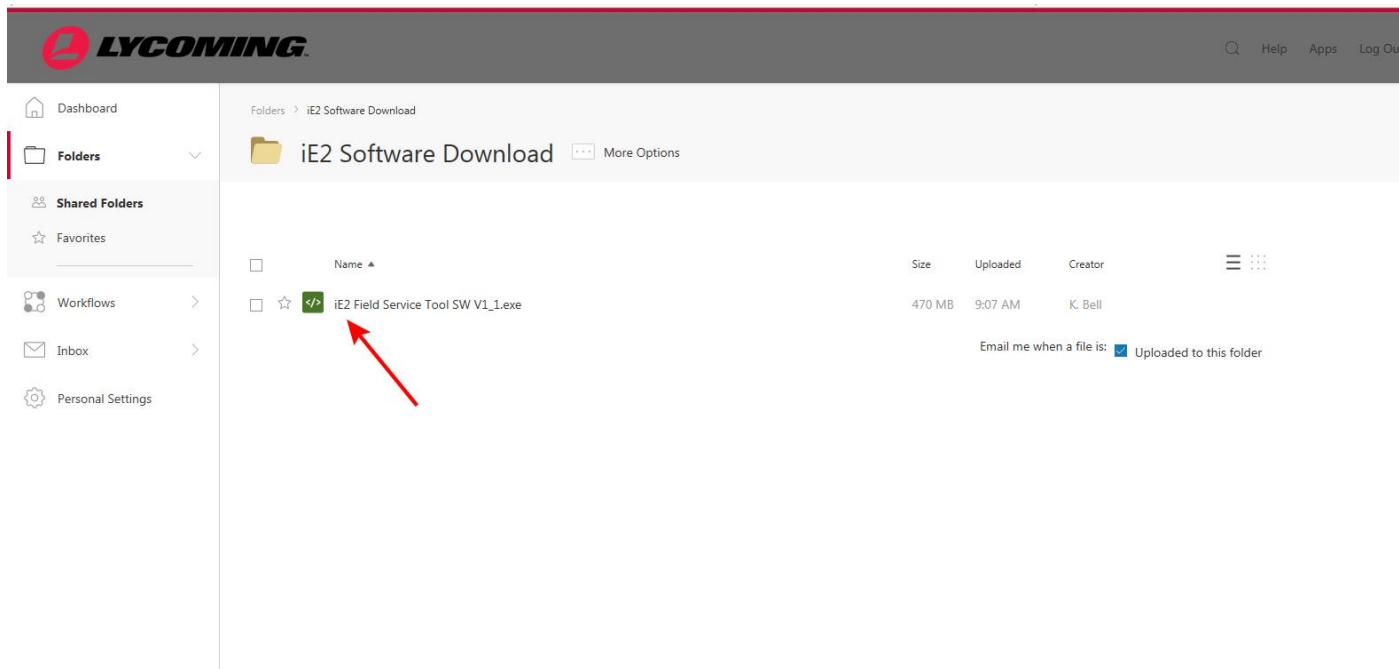 LYCOMING
Help Apps Log Ou
Dashboard
Folders
Shared Folders
Favorites
Workflows
Inbox
Personal Settings
Folders > iE2 Software Download
iE2 Software Download ... More Options
Name Size Uploaded Creator
</> iE2 Field Service Tool SW V1_1.exe 470 MB 9:07 AM K. Bell
Email me when a file is: Uploaded to this folder